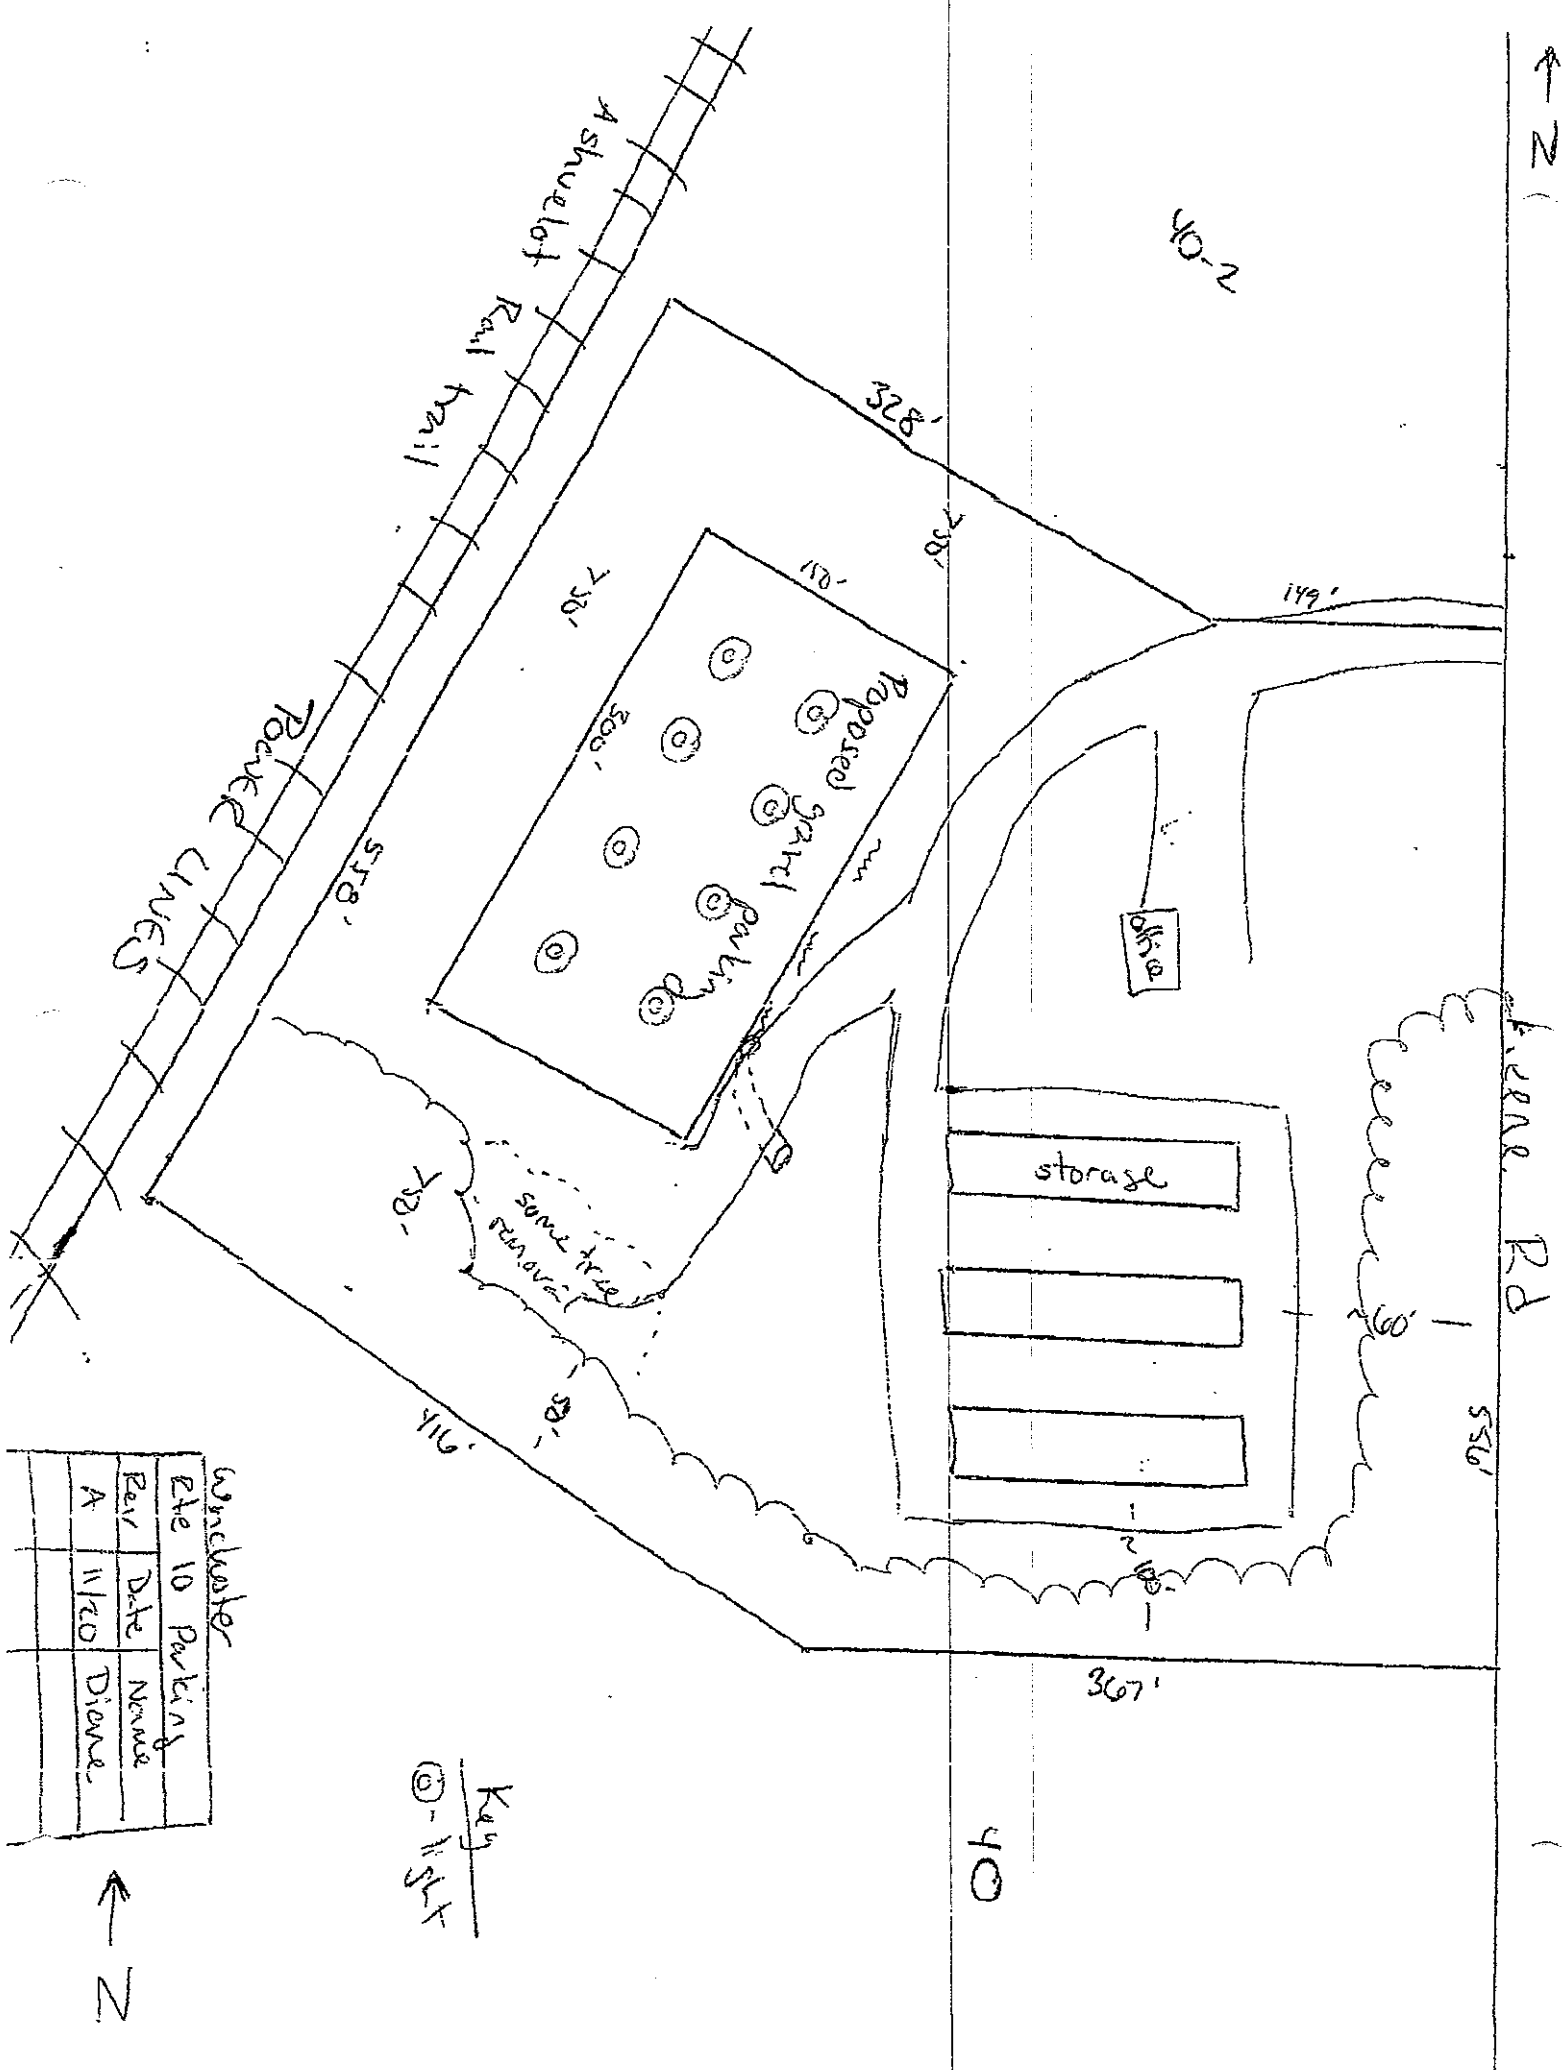 ← N
40-2
Keene Rd
556'
Ashuelot Rail trail
POWER LINES
328'
149'
>50'
150'
>50'
300'
Proposed gravel parking
558'
office
storage
~60'
>50'
some tree
removal
- 50' -
416'
367'
40
Key
- light
Winchester
Rte 10 Parking
Rev Date Name
A 11/20 Diane
← N